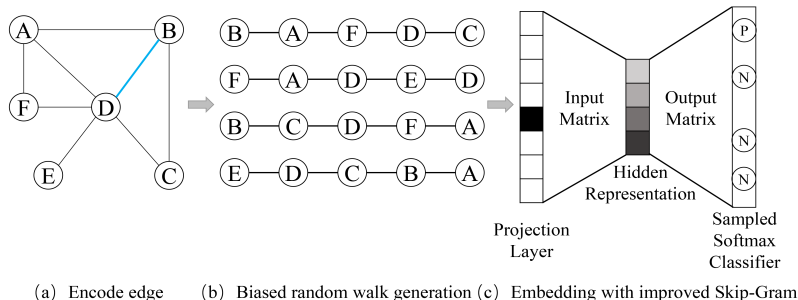 A
B
F
D
E
C
B A F D C
F A D E D
B C D F A
E D C B A
Input
Matrix
Output
Matrix
Hidden
Representation
Projection
Layer
P
N
N
N
Sampled
Softmax
Classifier
(a) Encode edge
(b) Biased random walk generation
(c) Embedding with improved Skip-Gram